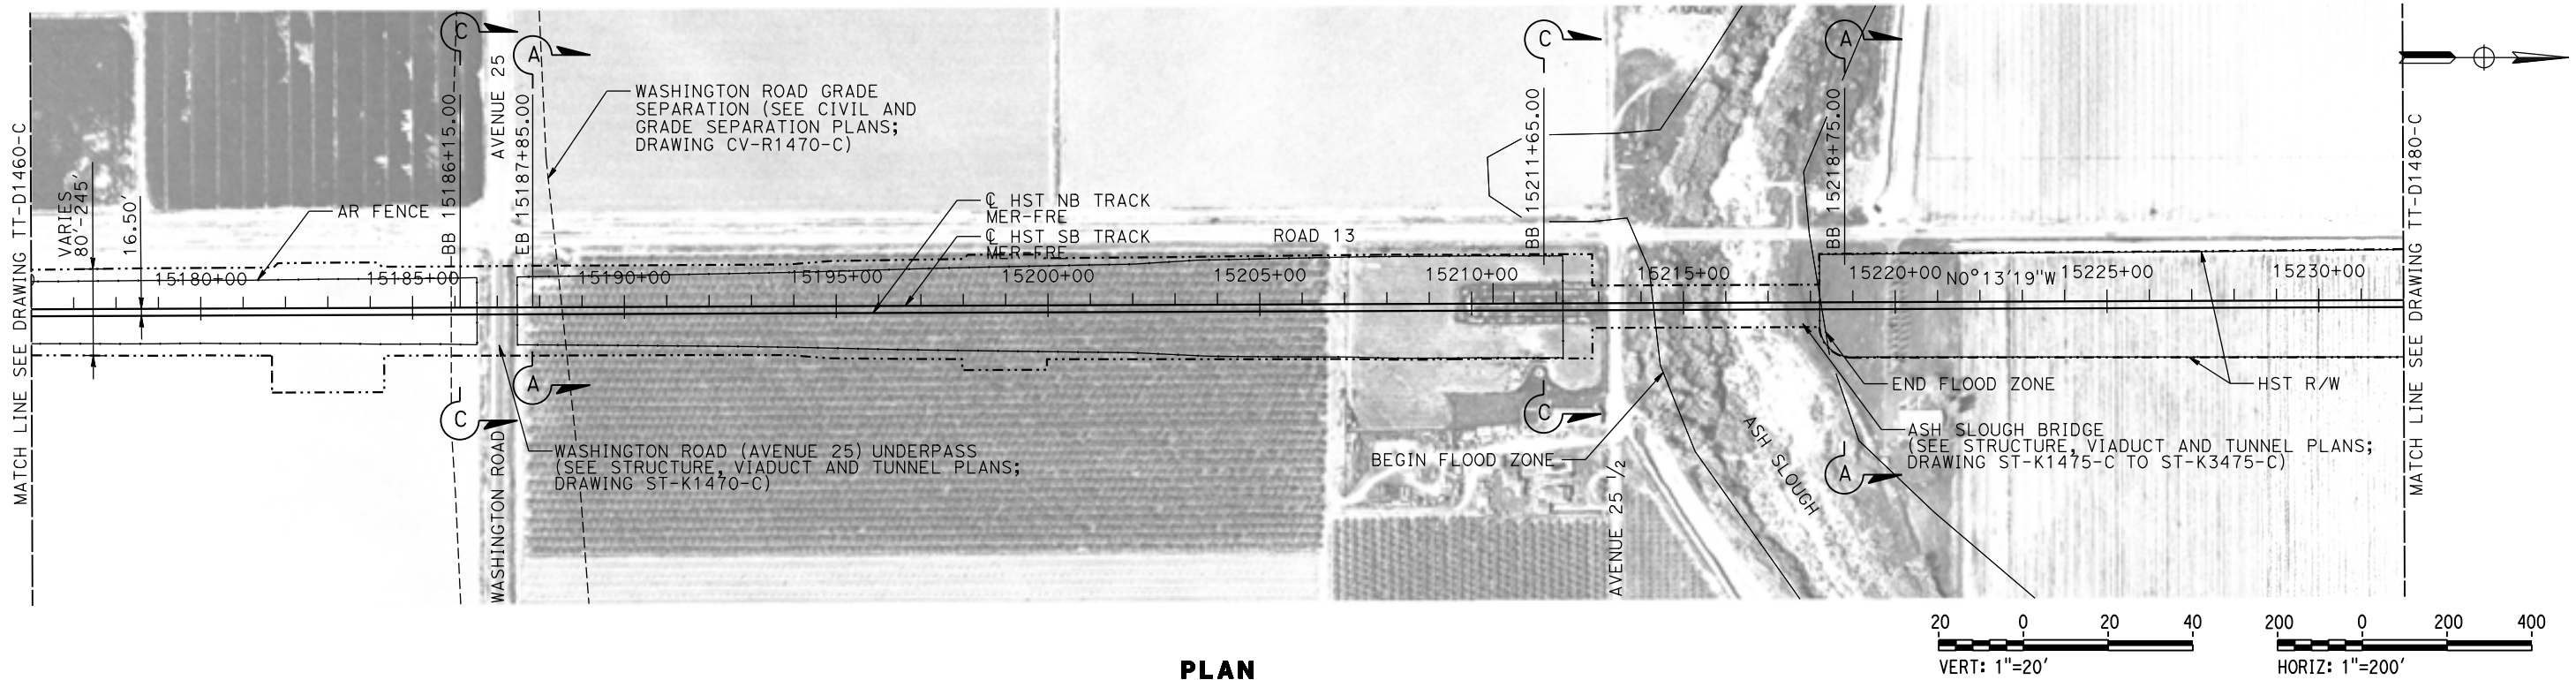 MATCH LINE SEE DRAWING TT-D1460-C
VARIES
80'-245'
16.50'
AR FENCE
C
BB 15186+15.00
AVENUE 25
A
EB 15187+85.00
WASHINGTON ROAD GRADE
SEPARATION (SEE CIVIL AND
GRADE SEPARATION PLANS;
DRAWING CV-R1470-C)
℄ HST NB TRACK
MER-FRE
℄ HST SB TRACK
MER-FRE
ROAD 13
C
BB 15211+65.00
A
BB 15218+75.00
15180+00
15185+00
15190+00
15195+00
15200+00
15205+00
15210+00
15215+00
15220+00
N0°13'19"W
15225+00
15230+00
MATCH LINE SEE DRAWING TT-D1480-C
C
A
WASHINGTON ROAD
WASHINGTON ROAD (AVENUE 25) UNDERPASS
(SEE STRUCTURE, VIADUCT AND TUNNEL PLANS;
DRAWING ST-K1470-C)
C
BEGIN FLOOD ZONE
AVENUE 25 1/2
ASH SLOUGH
A
END FLOOD ZONE
HST R/W
ASH SLOUGH BRIDGE
(SEE STRUCTURE, VIADUCT AND TUNNEL PLANS;
DRAWING ST-K1475-C TO ST-K3475-C)
20 0 20 40
VERT: 1"=20'
200 0 200 400
HORIZ: 1"=200'
PLAN